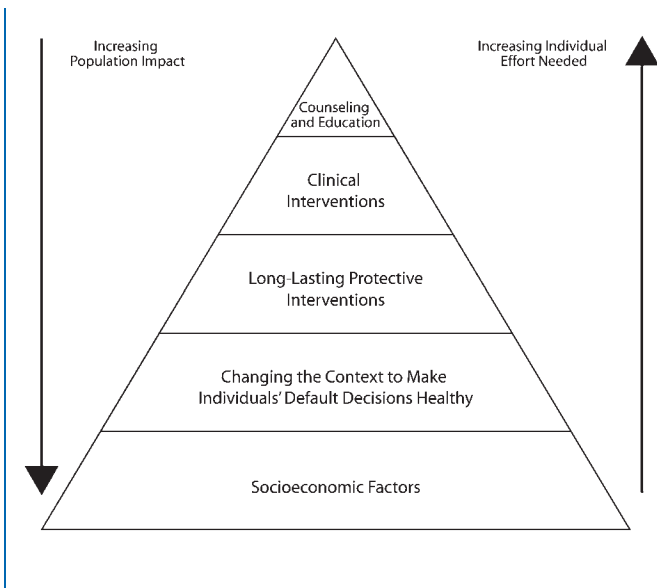 Increasing
Population Impact
Increasing Individual
Effort Needed
Counseling
and Education
Clinical
Interventions
Long-Lasting Protective
Interventions
Changing the Context to Make
Individuals' Default Decisions Healthy
Socioeconomic Factors